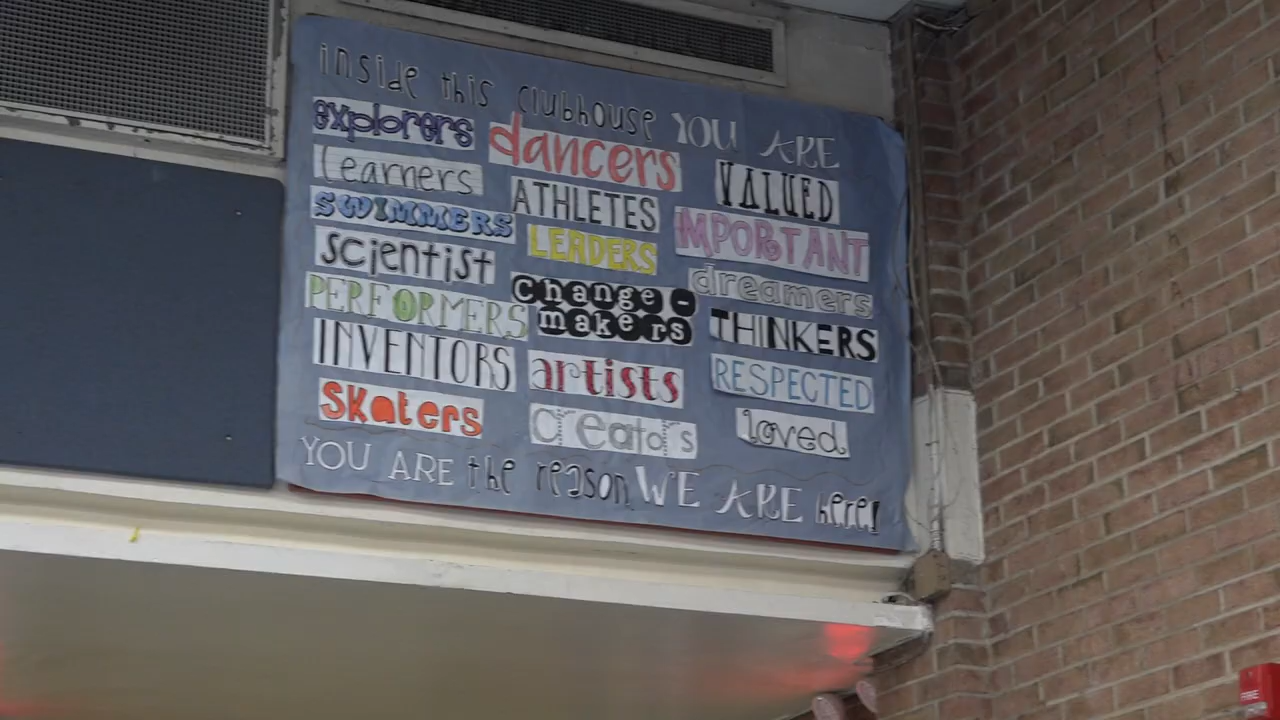 inside this clubhouse YOU ARE
explorers
Learners
SWIMMERS
scientist
PERFORMERS
INVENTORS
Skaters
dancers
ATHLETES
LEADERS
change-
makers
artists
creators
VALUED
IMPORTANT
dreamers
THINKERS
RESPECTED
loved
YOU ARE the reason WE ARE here!
FIRE